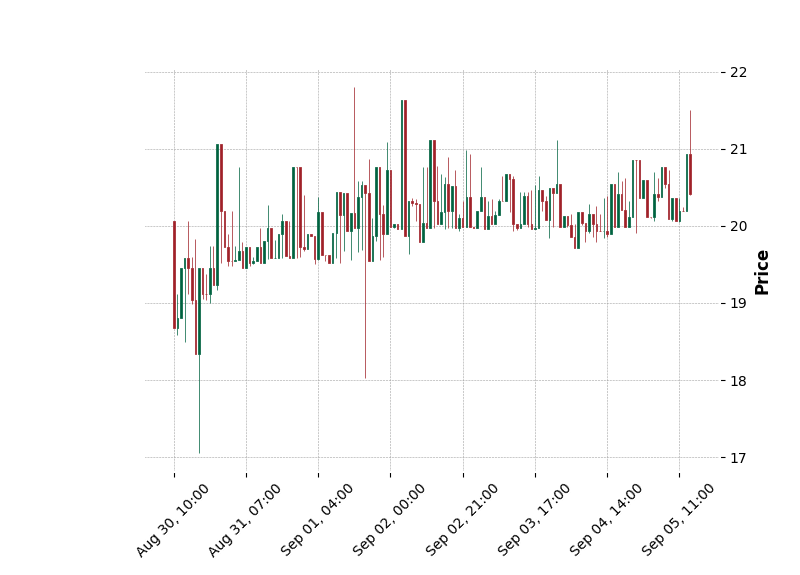 22
21
20
19
18
17
Price
Aug 30, 10:00
Aug 31, 07:00
Sep 01, 04:00
Sep 02, 00:00
Sep 02, 21:00
Sep 03, 17:00
Sep 04, 14:00
Sep 05, 11:00